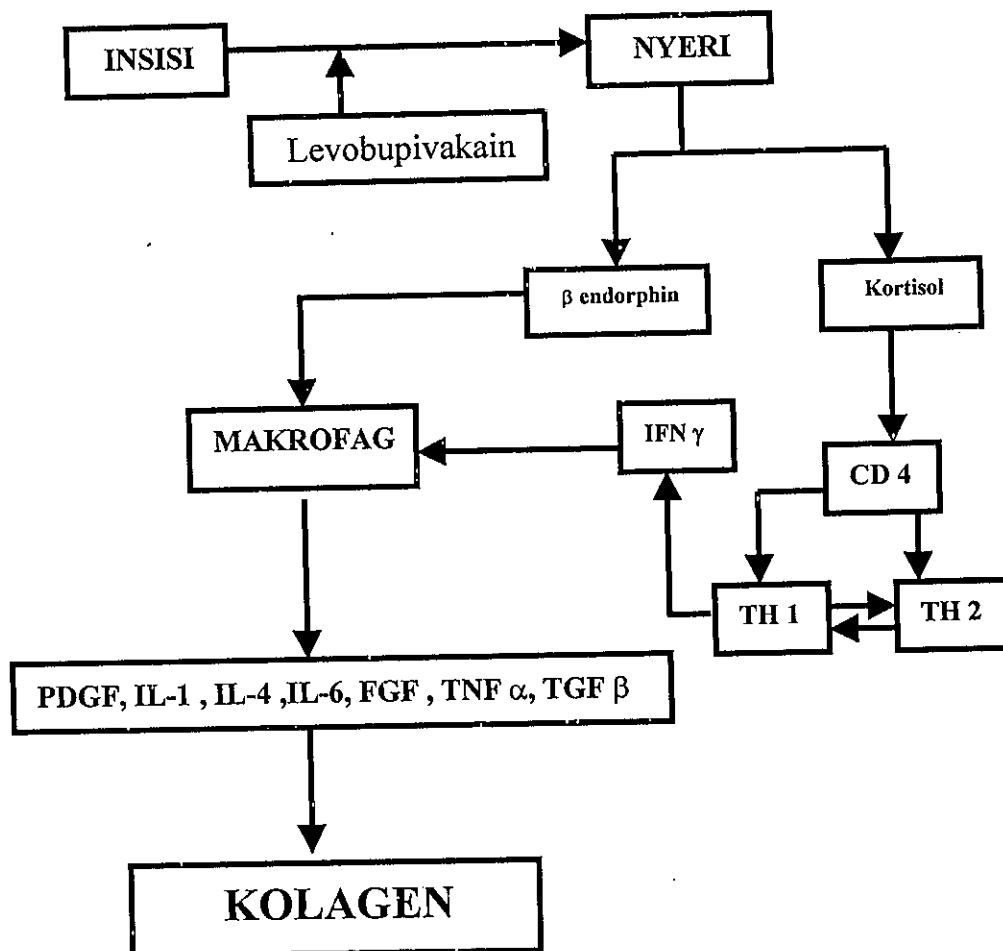 INSISI
NYERI
Levobupivakain
β endorphin
Kortisol
MAKROFAG
IFN γ
CD 4
TH 1
TH 2
PDGF, IL-1 , IL-4 ,IL-6, FGF , TNF α, TGF β
KOLAGEN